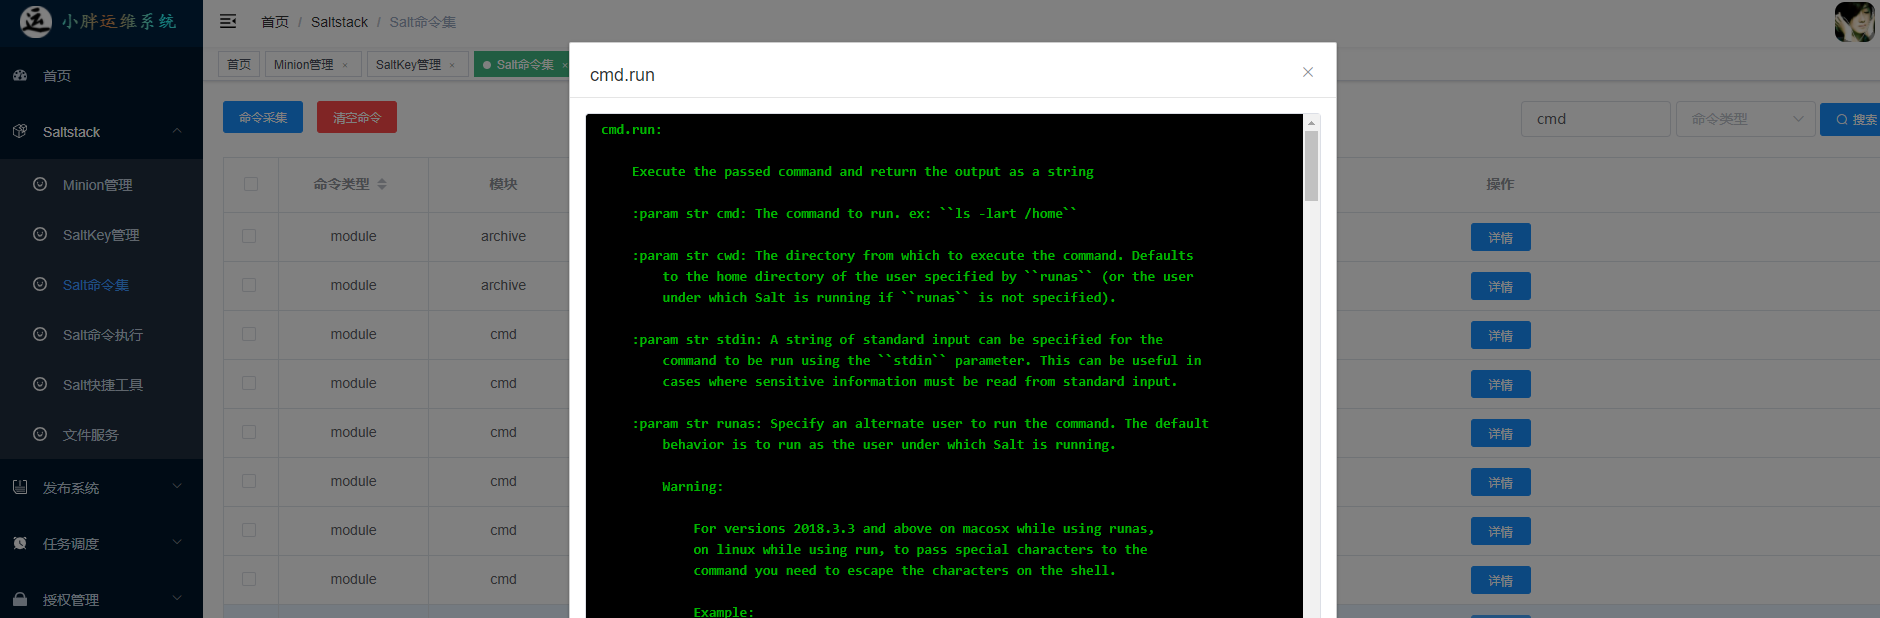 小胖运维系统
首页 / Saltstack / Salt命令集
首页
Minion管理 ×
SaltKey管理 ×
Salt命令集 ×
首页
Saltstack
Minion管理
SaltKey管理
Salt命令集
Salt命令执行
Salt快捷工具
文件服务
发布系统
任务调度
授权管理
命令采集
清空命令
cmd
命令类型
搜索
命令类型
模块
操作
module archive 详情
module archive 详情
module cmd 详情
module cmd 详情
module cmd 详情
module cmd 详情
module cmd 详情
module cmd 详情
cmd.run
cmd.run:
Execute the passed command and return the output as a string
:param str cmd: The command to run. ex: ``ls -lart /home``
:param str cwd: The directory from which to execute the command. Defaults
to the home directory of the user specified by ``runas`` (or the user
under which Salt is running if ``runas`` is not specified).
:param str stdin: A string of standard input can be specified for the
command to be run using the ``stdin`` parameter. This can be useful in
cases where sensitive information must be read from standard input.
:param str runas: Specify an alternate user to run the command. The default
behavior is to run as the user under which Salt is running.
Warning:
For versions 2018.3.3 and above on macosx while using runas,
on linux while using run, to pass special characters to the
command you need to escape the characters on the shell.
Example: